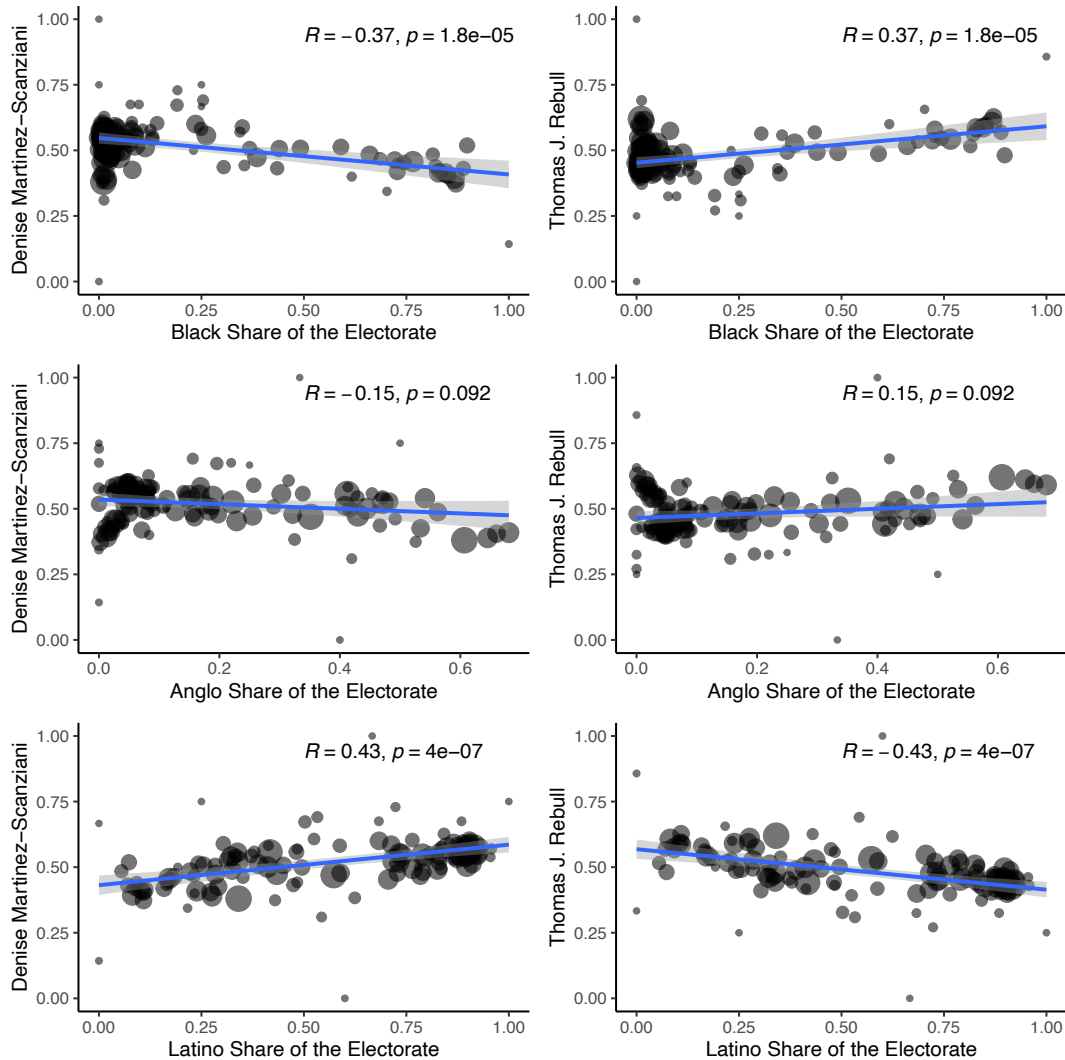 R = −0.37, p = 1.8e−05
Denise Martinez−Scanziani
1.00
0.75
0.50
0.25
0.00
0.00 0.25 0.50 0.75 1.00
Black Share of the Electorate
R = 0.37, p = 1.8e−05
Thomas J. Rebull
1.00
0.75
0.50
0.25
0.00
0.00 0.25 0.50 0.75 1.00
Black Share of the Electorate
R = −0.15, p = 0.092
Denise Martinez−Scanziani
1.00
0.75
0.50
0.25
0.00
0.0 0.2 0.4 0.6
Anglo Share of the Electorate
R = 0.15, p = 0.092
Thomas J. Rebull
1.00
0.75
0.50
0.25
0.00
0.0 0.2 0.4 0.6
Anglo Share of the Electorate
R = 0.43, p = 4e−07
Denise Martinez−Scanziani
1.00
0.75
0.50
0.25
0.00
0.00 0.25 0.50 0.75 1.00
Latino Share of the Electorate
R = −0.43, p = 4e−07
Thomas J. Rebull
1.00
0.75
0.50
0.25
0.00
0.00 0.25 0.50 0.75 1.00
Latino Share of the Electorate